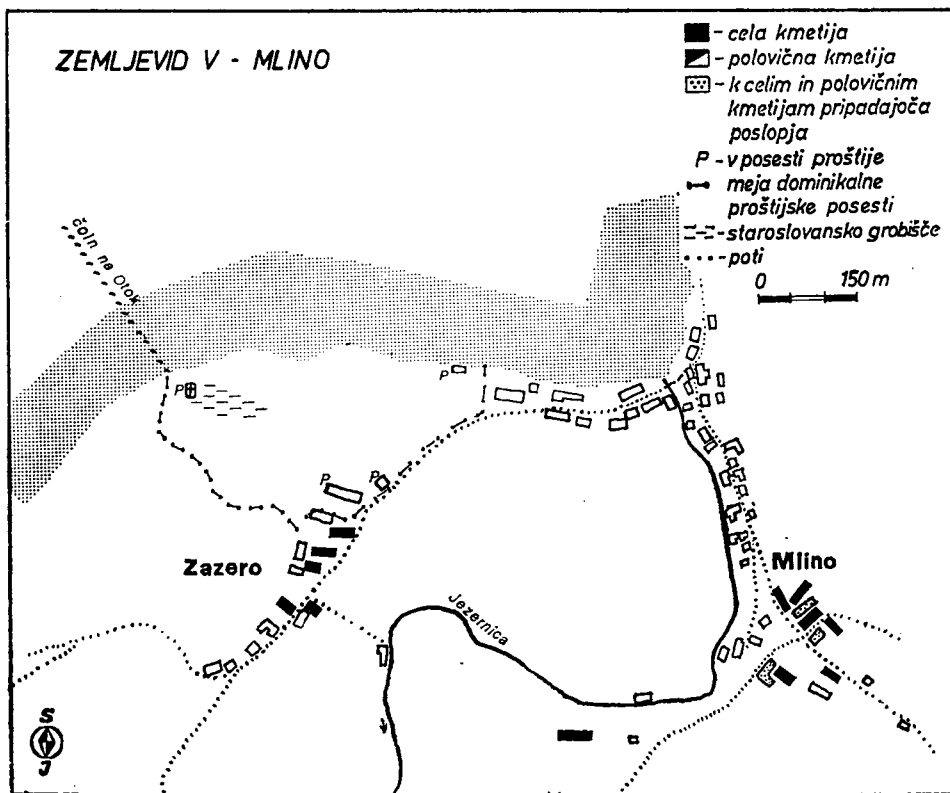 ZEMLJEVID V - MLINO
- cela kmetija
- polovična kmetija
- k celim in polovičnim
kmetijam pripadajoča
poslopja
P - v posesti proštije
meja dominikalne
proštijske posesti
- staroslovansko grobišče
- poti
0 150 m
čoln na Otok
P
P
P
P
Zazero
Mlino
Jezernica
S
J